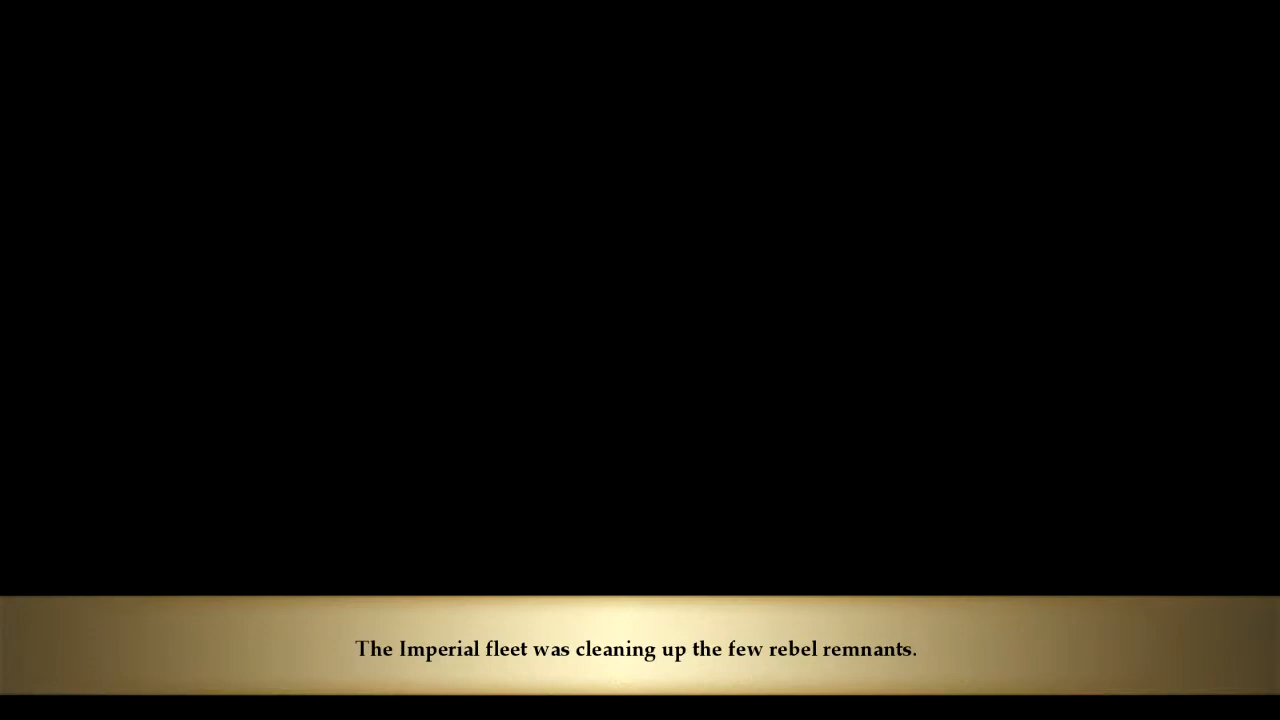 The Imperial fleet was cleaning up the few rebel remnants.